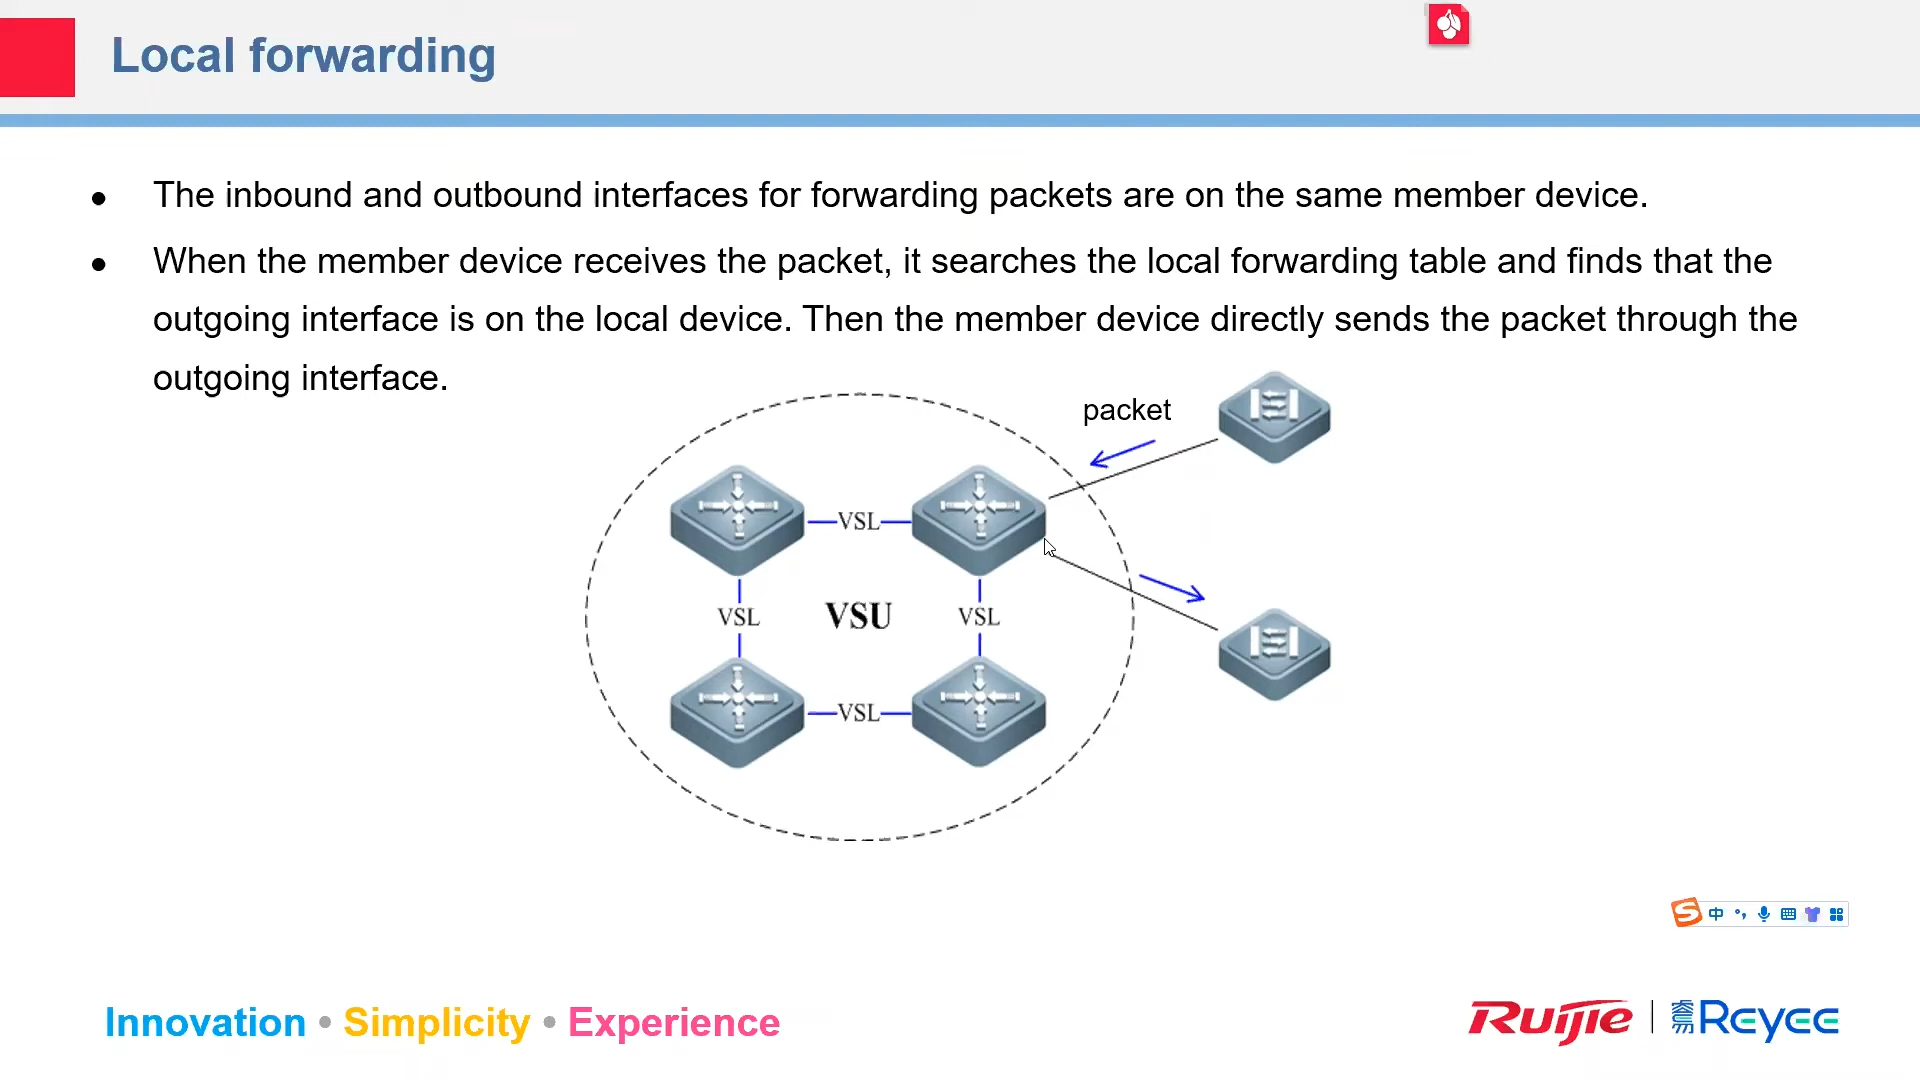 Local forwarding
● The inbound and outbound interfaces for forwarding packets are on the same member device.
● When the member device receives the packet, it searches the local forwarding table and finds that the
outgoing interface is on the local device. Then the member device directly sends the packet through the
outgoing interface.
packet
VSL
VSL
VSU
VSL
VSL
中
Innovation • Simplicity • Experience
Ruijie | 睿易 Reyee